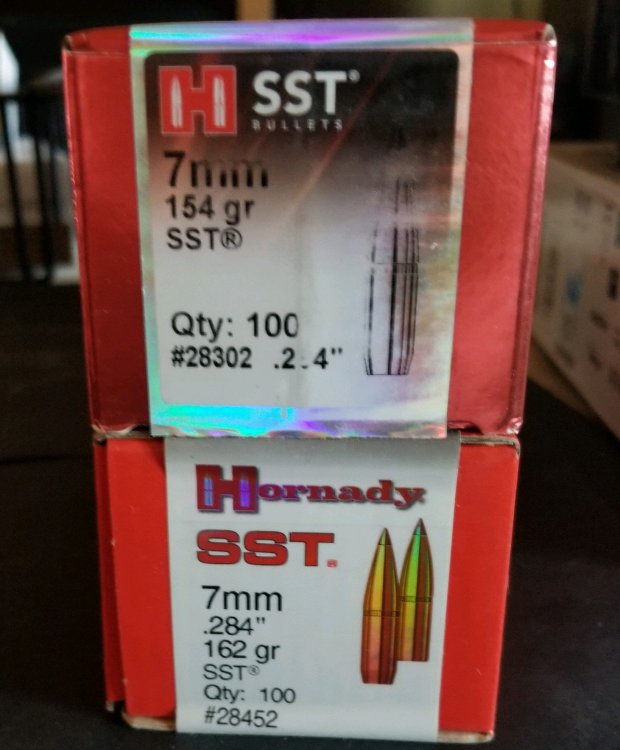 H SST®
BULLETS
7mm
154 gr
SST®
Qty: 100
#28302
Hornady
SST®
7mm
.284"
162 gr
SST®
Qty: 100
#28452